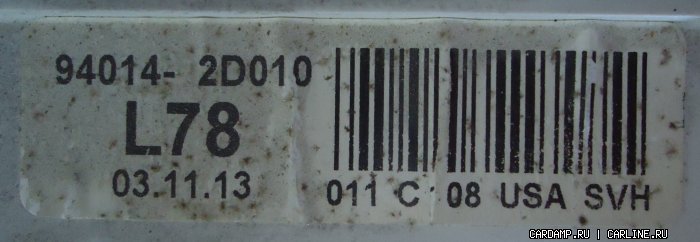 94014- 2D010
L78
03.11.13
011 C 08 USA SVH
CARDAMP.RU | CARLINE.RU